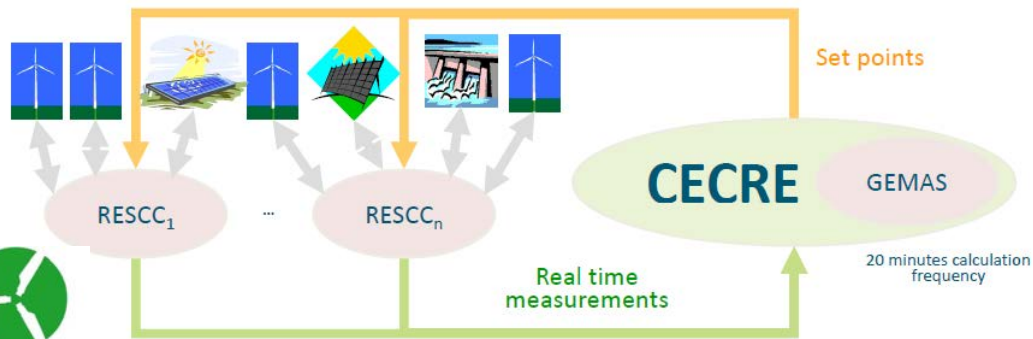 Set points
CECRE
GEMAS
RESCC1
...
RESCCn
20 minutes calculation
frequency
Real time
measurements